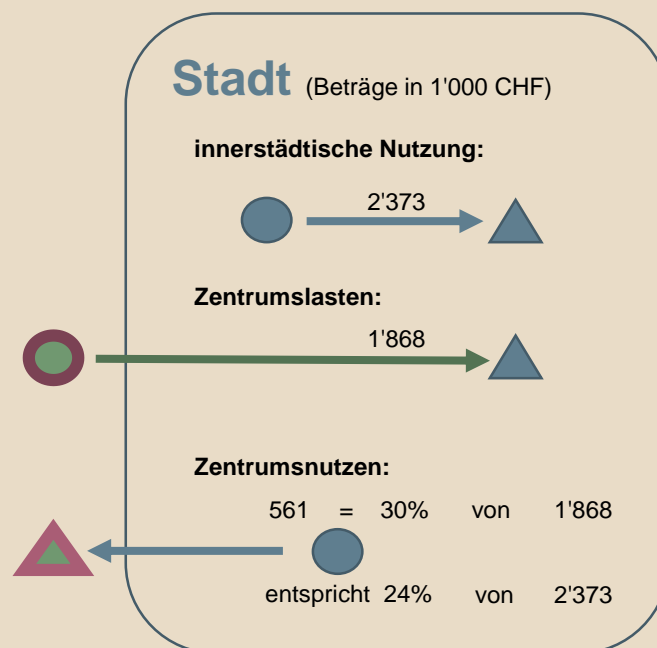 Stadt (Beträge in 1'000 CHF)
innerstädtische Nutzung:
2'373
Zentrumslasten:
1'868
Zentrumsnutzen:
561 = 30% von 1'868
entspricht 24% von 2'373